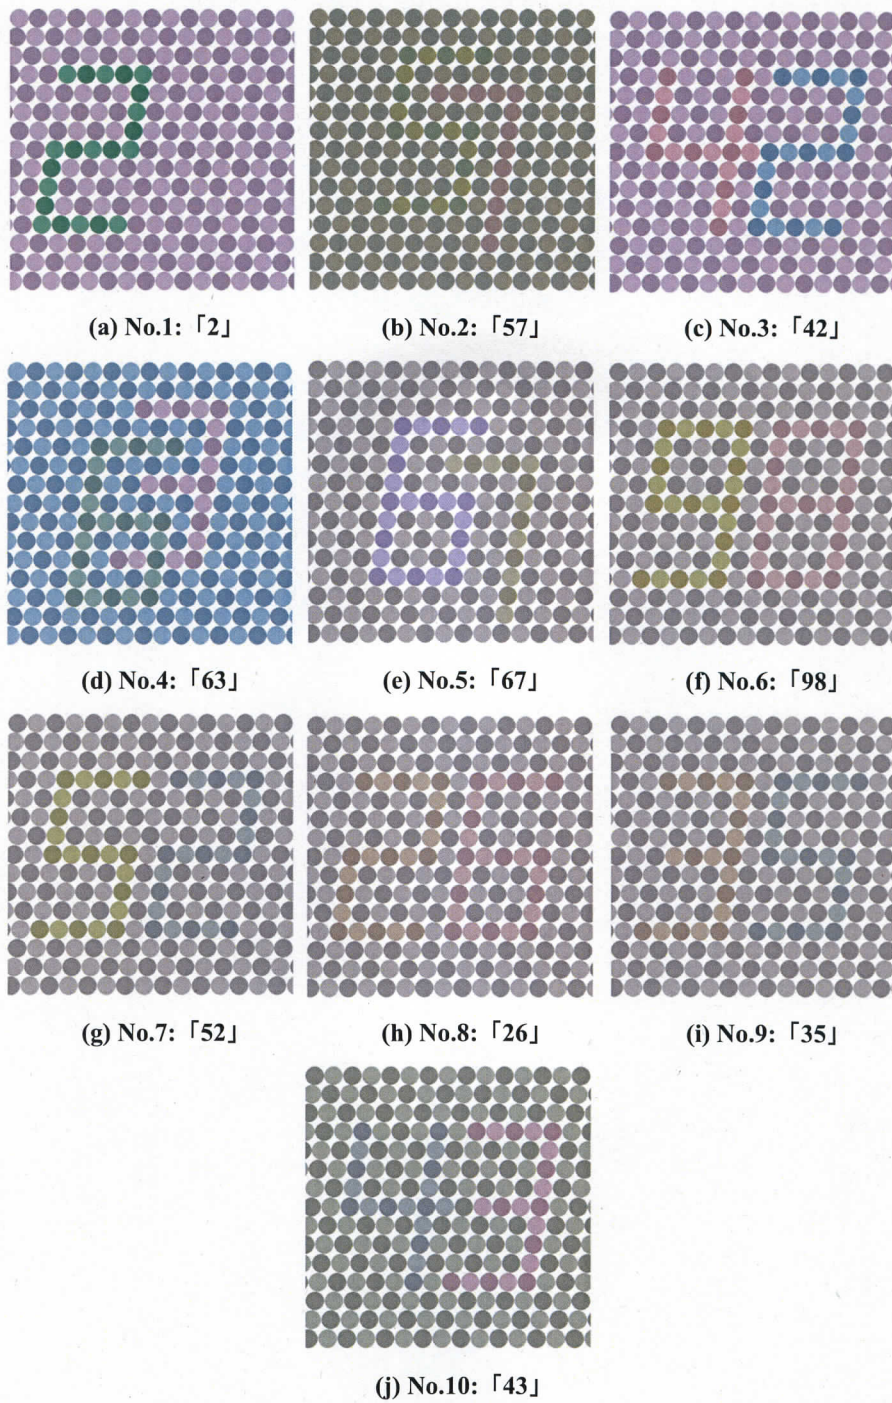 (a) No.1:「2」 (b) No.2:「57」 (c) No.3:「42」
(d) No.4:「63」 (e) No.5:「67」 (f) No.6:「98」
(g) No.7:「52」 (h) No.8:「26」 (i) No.9:「35」
(j) No.10:「43」